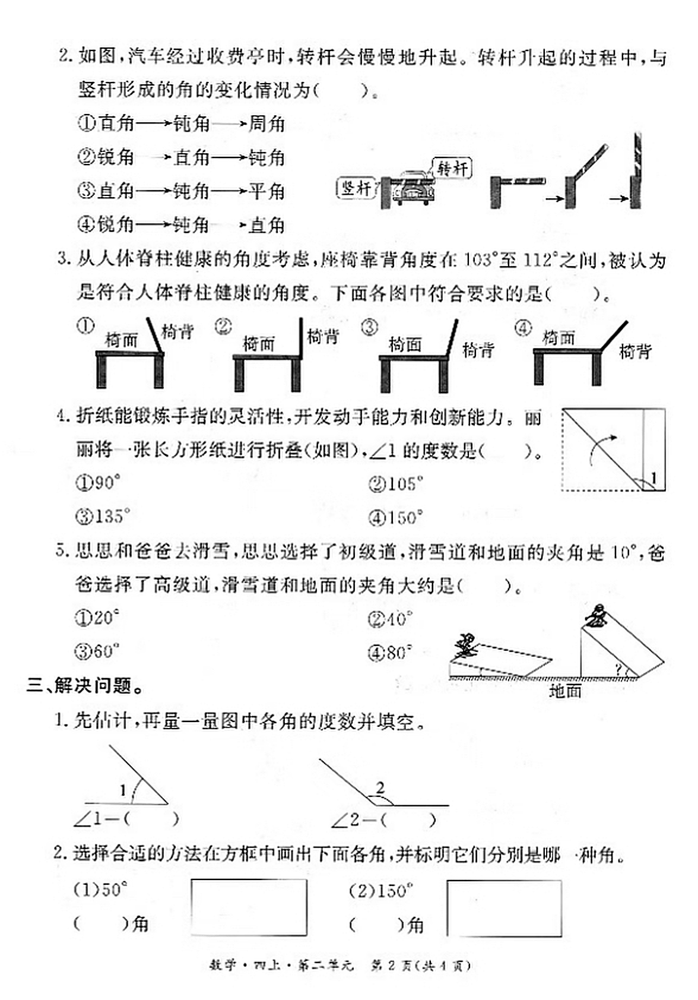 2. 如图,汽车经过收费亭时,转杆会慢慢地升起。转杆升起的过程中,与
竖杆形成的角的变化情况为(　　)。
①直角→钝角→周角
②锐角→直角→钝角
③直角→钝角→平角
④锐角→钝角→直角
竖杆
转杆
3. 从人体脊柱健康的角度考虑,座椅靠背角度在 103°至 112°之间,被认为
是符合人体脊柱健康的角度。下面各图中符合要求的是(　　)。
① 椅面 椅背 ② 椅面 椅背 ③ 椅面 椅背 ④ 椅面 椅背
4. 折纸能锻炼手指的灵活性,开发动手能力和创新能力。丽
丽将一张长方形纸进行折叠(如图),∠1 的度数是(　　)。
1
①90°　②105°
③135°　④150°
5. 思思和爸爸去滑雪,思思选择了初级道,滑雪道和地面的夹角是 10°,爸
爸选择了高级道,滑雪道和地面的夹角大约是(　　)。
①20°　②40°
③60°　④80°
?
地面
三、解决问题。
1. 先估计,再量一量图中各角的度数并填空。
1　2
∠1=(　　)　∠2=(　　)
2. 选择合适的方法在方框中画出下面各角,并标明它们分别是哪一种角。
(1)50°　(2)150°
(　　)角　(　　)角
数学·四上·第二单元　第 2 页(共 4 页)